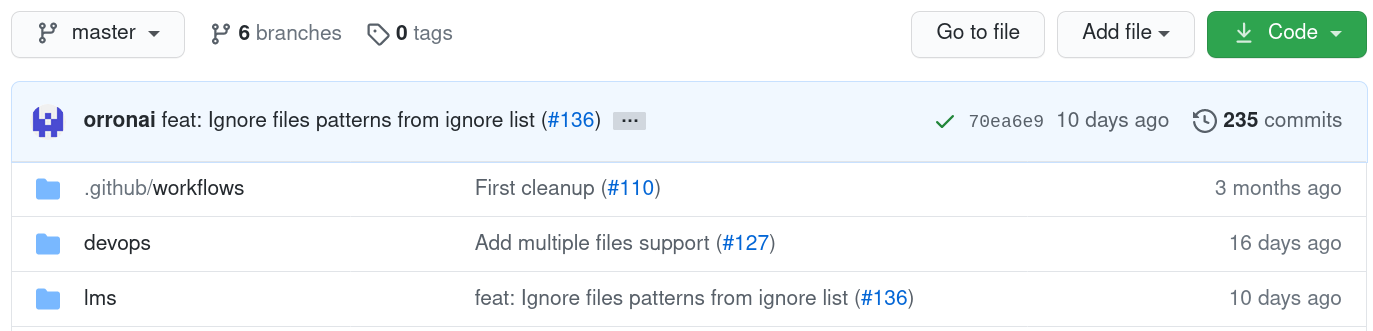 master 6 branches 0 tags Go to file Add file Code
orronai feat: Ignore files patterns from ignore list (#136) ... 70ea6e9 10 days ago 235 commits
.github/workflows First cleanup (#110) 3 months ago
devops Add multiple files support (#127) 16 days ago
lms feat: Ignore files patterns from ignore list (#136) 10 days ago